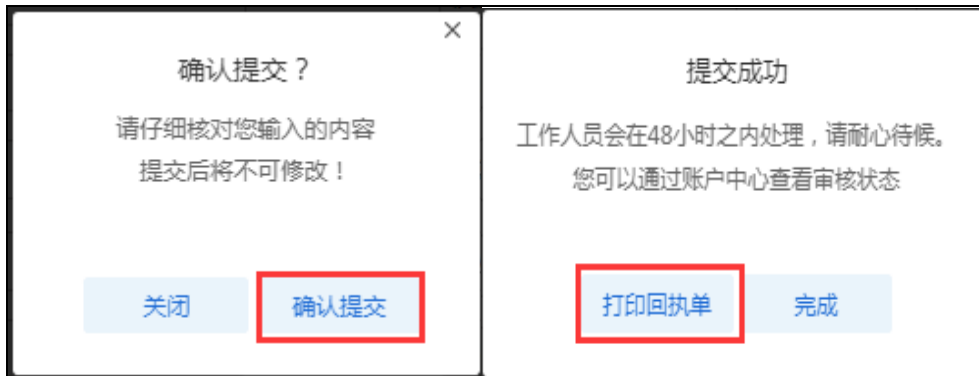 确认提交？
请仔细核对您输入的内容
提交后将不可修改！
关闭
确认提交
提交成功
工作人员会在48小时之内处理，请耐心待候。
您可以通过账户中心查看审核状态
打印回执单
完成